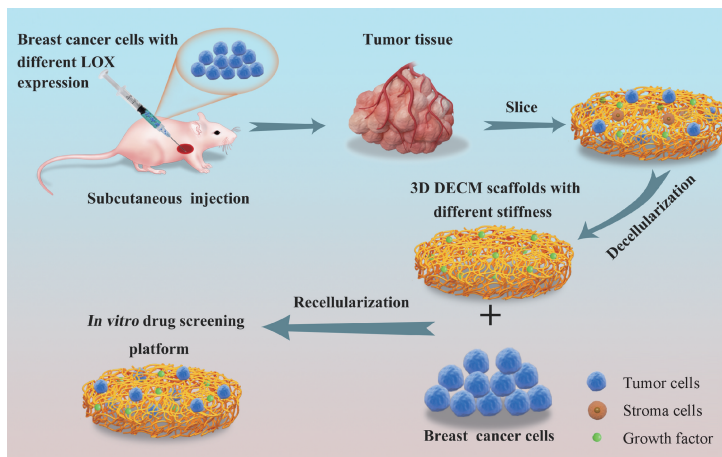 Breast cancer cells with
different LOX
expression
Subcutaneous injection
Tumor tissue
Slice
Decellularization
3D DECM scaffolds with
different stiffness
+
Breast cancer cells
Recellularization
In vitro drug screening
platform
Tumor cells
Stroma cells
Growth factor